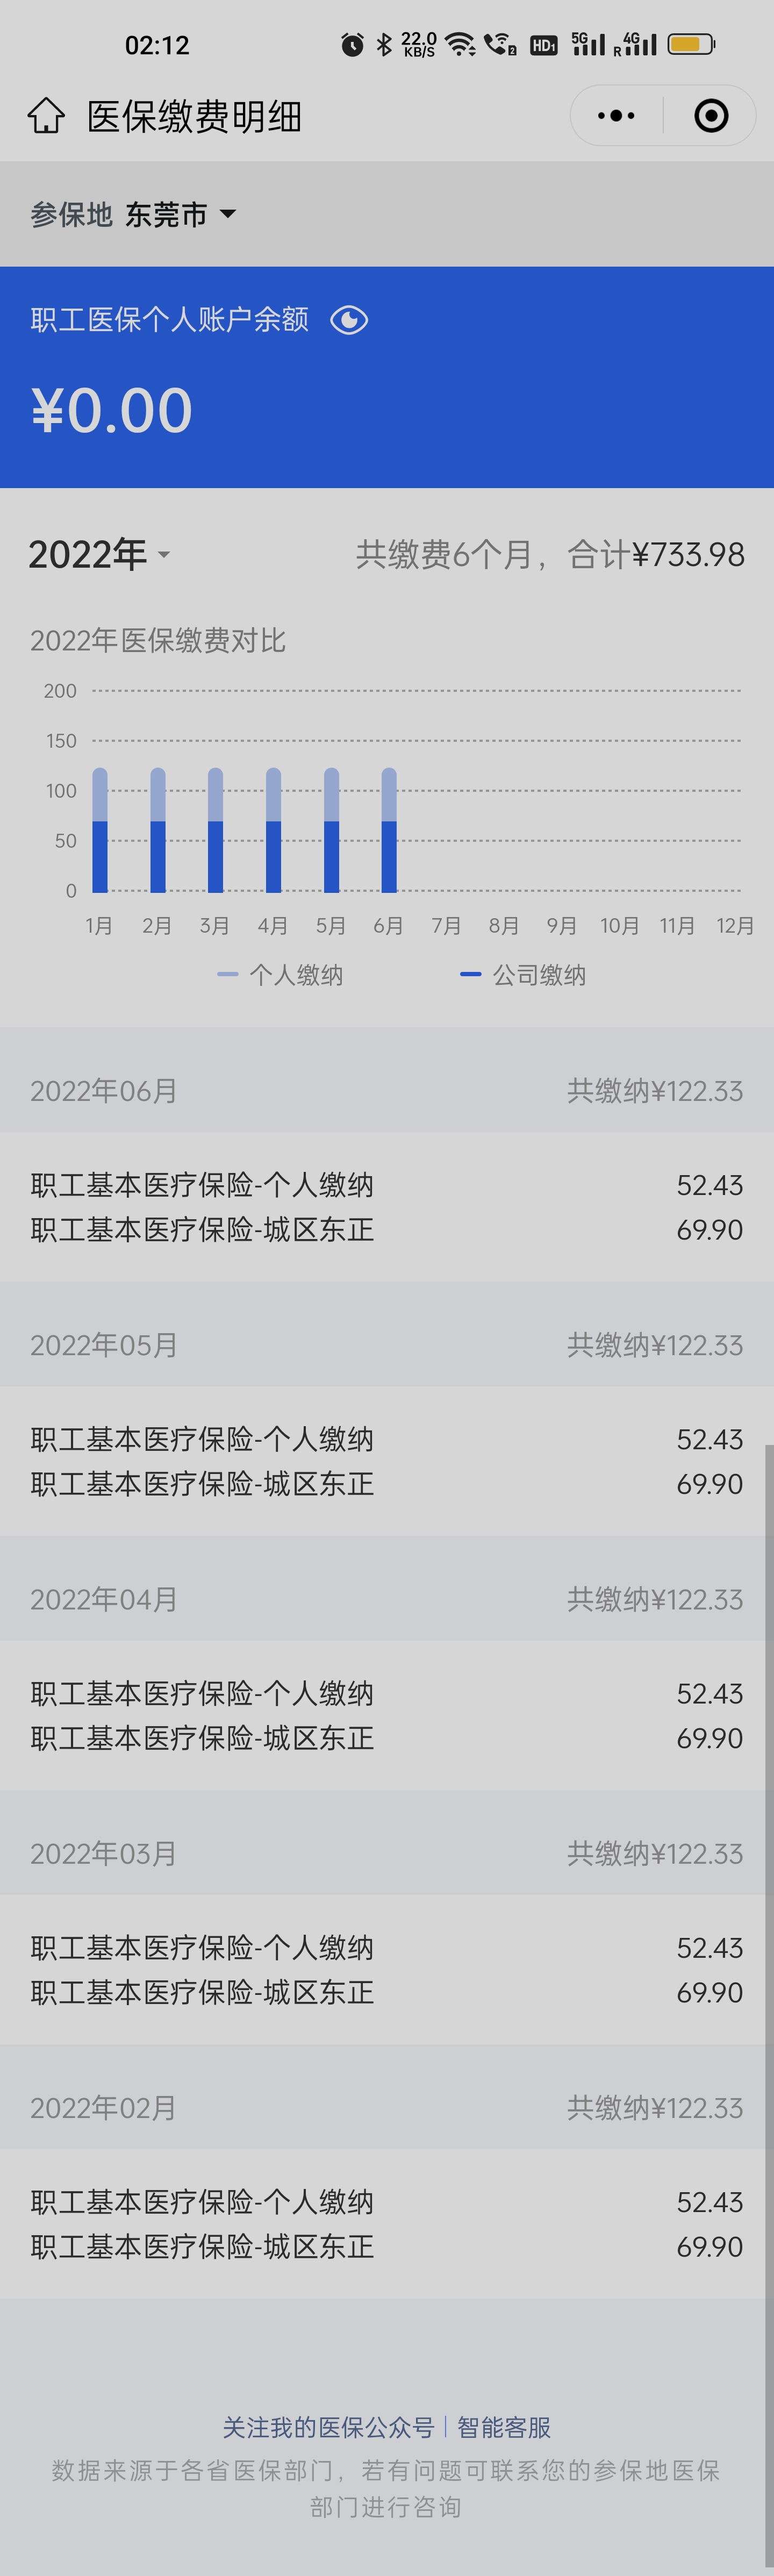 02:12
22.0 KB/S
2
HD1
5G
R 4G
医保缴费明细
参保地 东莞市
职工医保个人账户余额
¥0.00
2022年
共缴费6个月，合计¥733.98
2022年医保缴费对比
200
150
100
50
0
1月 2月 3月 4月 5月 6月 7月 8月 9月 10月 11月 12月
个人缴纳 公司缴纳
2022年06月 共缴纳¥122.33
职工基本医疗保险-个人缴纳 52.43
职工基本医疗保险-城区东正 69.90
2022年05月 共缴纳¥122.33
职工基本医疗保险-个人缴纳 52.43
职工基本医疗保险-城区东正 69.90
2022年04月 共缴纳¥122.33
职工基本医疗保险-个人缴纳 52.43
职工基本医疗保险-城区东正 69.90
2022年03月 共缴纳¥122.33
职工基本医疗保险-个人缴纳 52.43
职工基本医疗保险-城区东正 69.90
2022年02月 共缴纳¥122.33
职工基本医疗保险-个人缴纳 52.43
职工基本医疗保险-城区东正 69.90
关注我的医保公众号 | 智能客服
数据来源于各省医保部门，若有问题可联系您的参保地医保
部门进行咨询